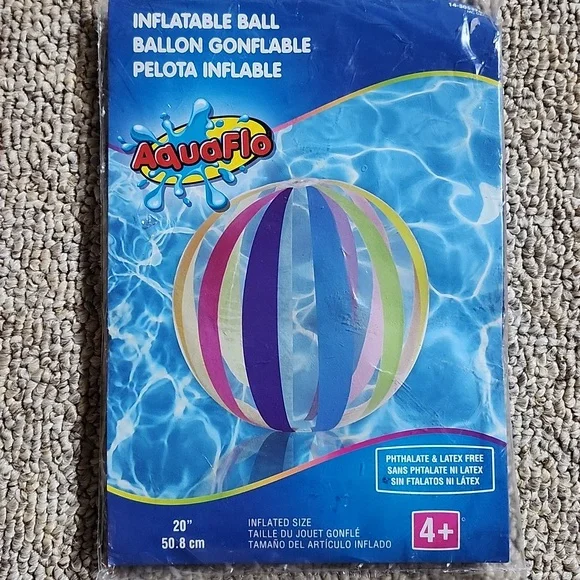 INFLATABLE BALL
BALLON GONFLABLE
PELOTA INFLABLE
AquaFlo
PHTHALATE & LATEX FREE
SANS PHTALATE NI LATEX
SIN FTALATOS NI LÁTEX
20"
50.8 cm
INFLATED SIZE
TAILLE DU JOUET GONFLÉ
TAMAÑO DEL ARTÍCULO INFLADO
4+